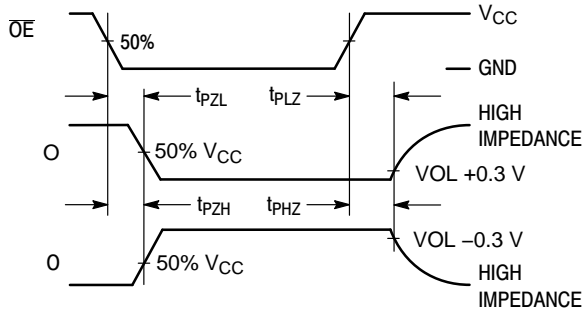 OE
50%
VCC
GND
tPZL
tPLZ
HIGH
IMPEDANCE
O
50% VCC
VOL +0.3 V
tPZH
tPHZ
VOL −0.3 V
O
50% VCC
HIGH
IMPEDANCE